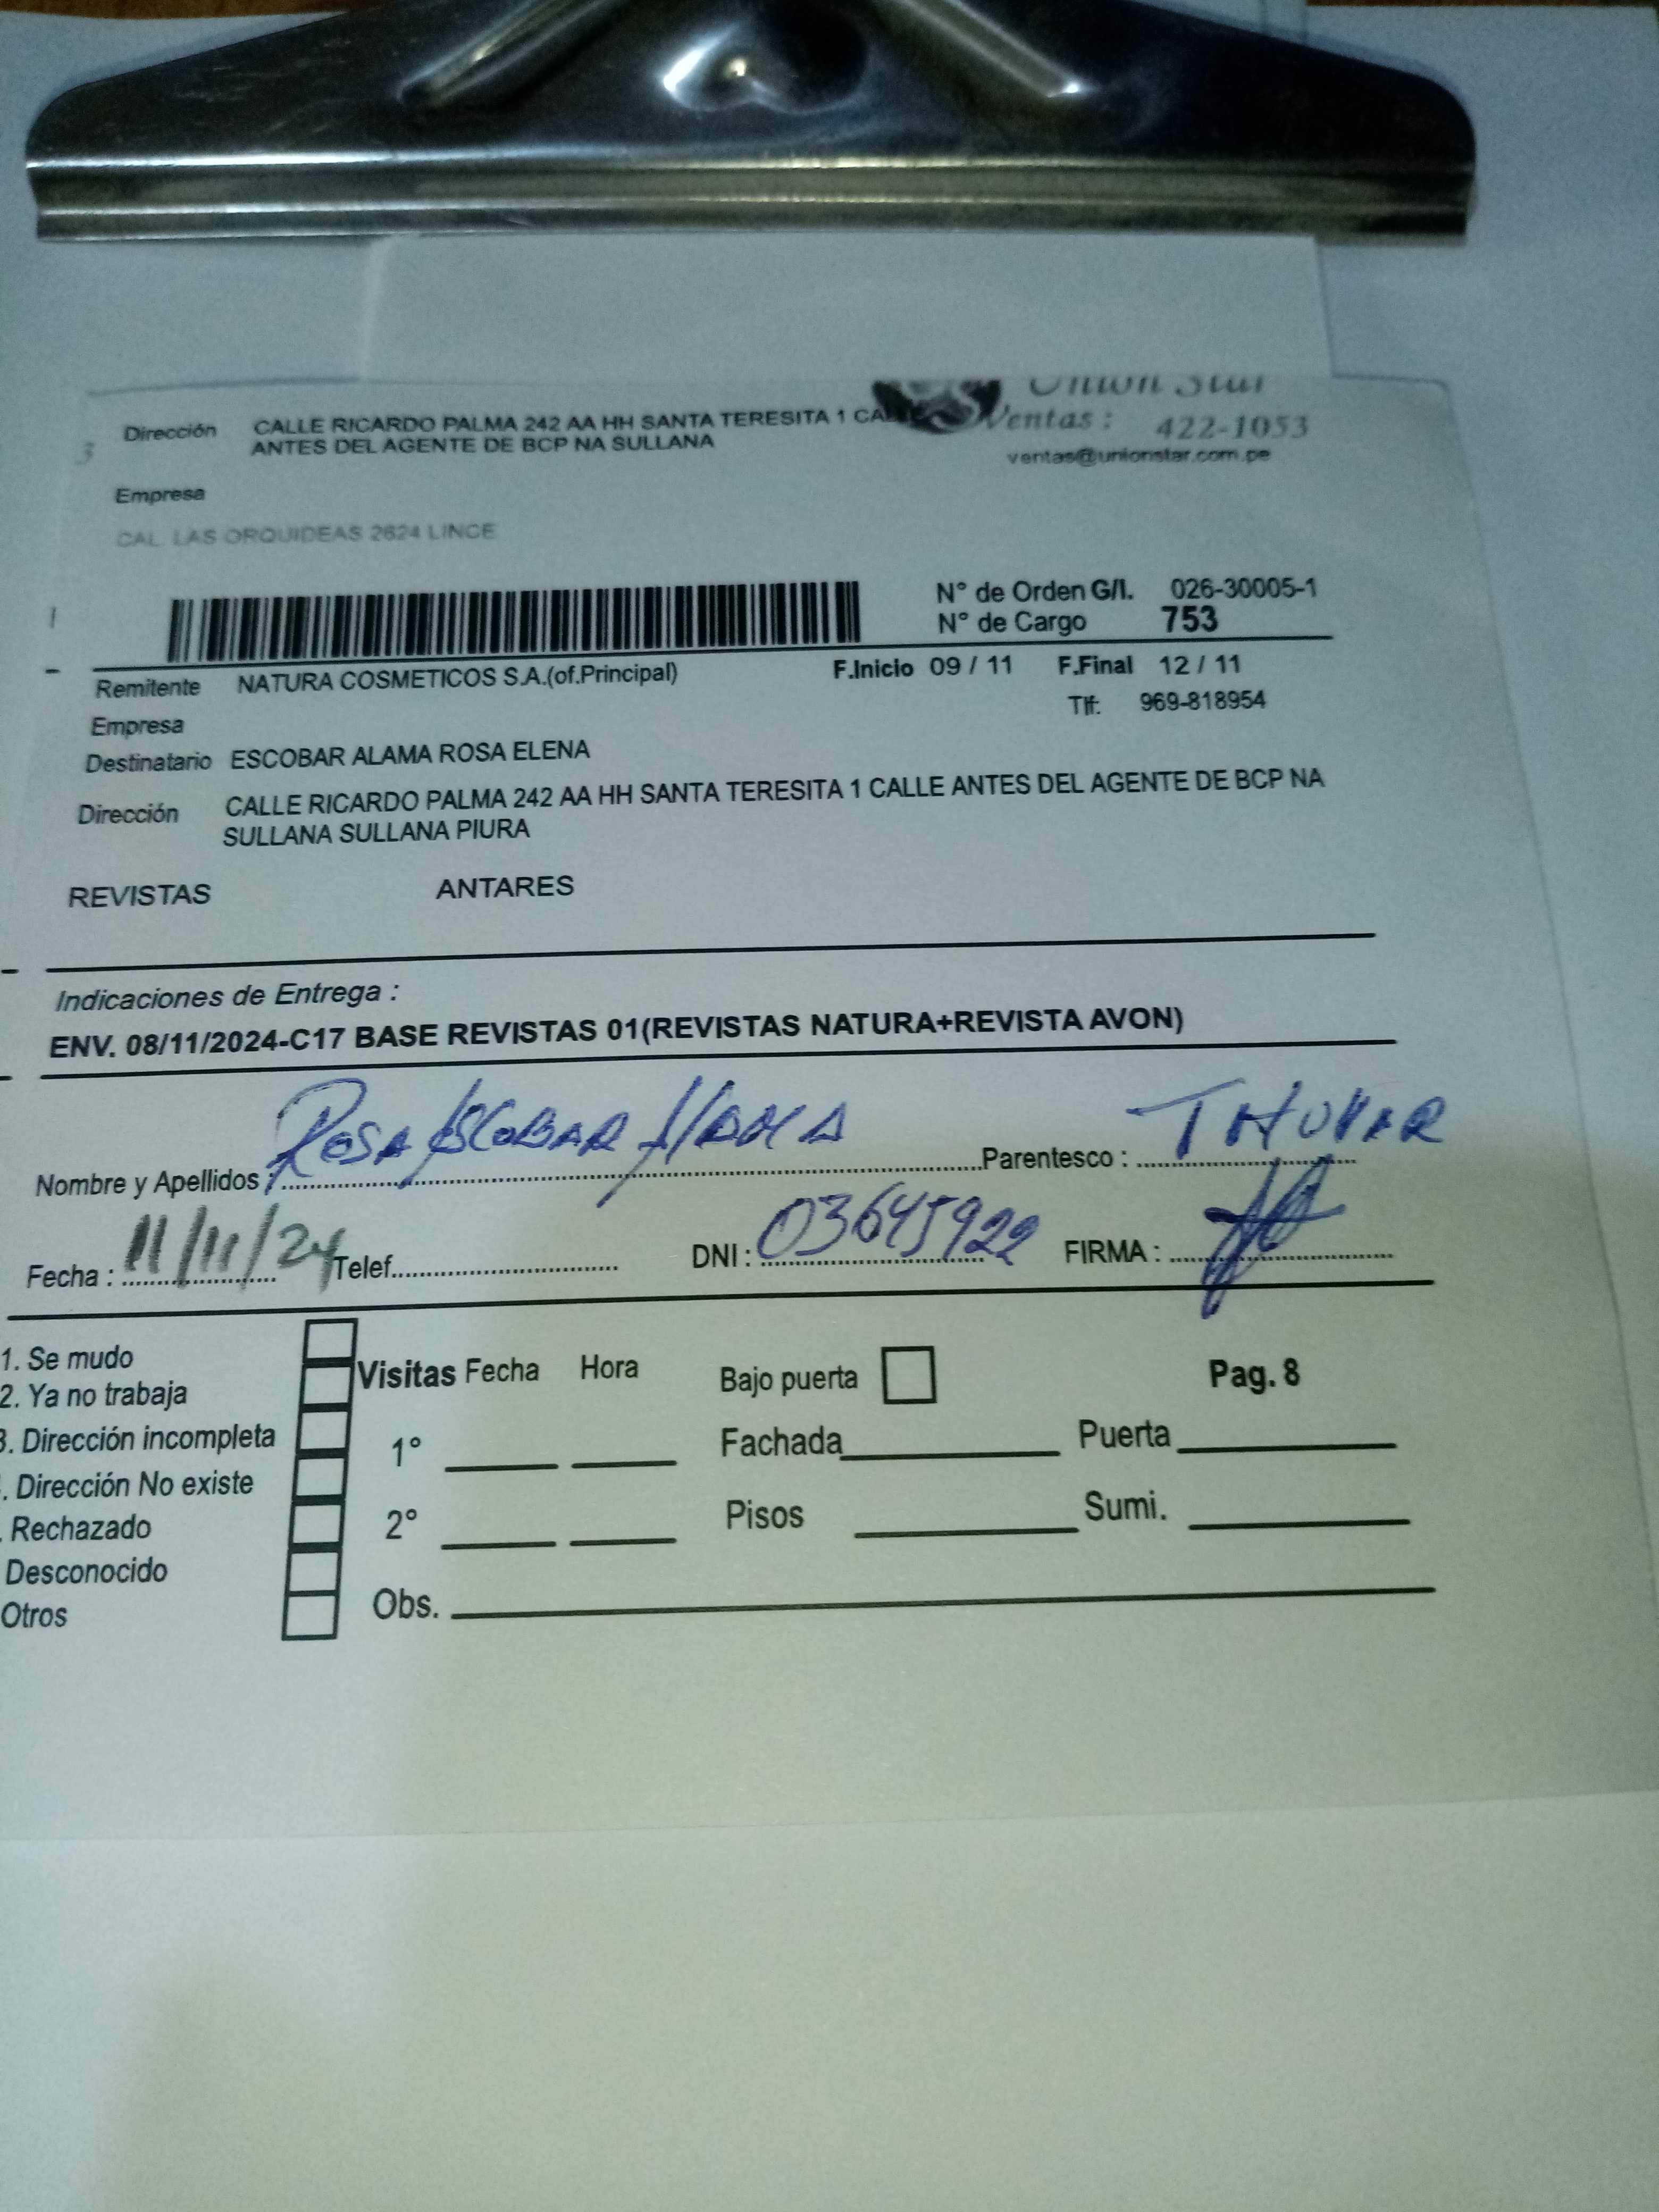 Union Star
Dirección CALLE RICARDO PALMA 242 AA HH SANTA TERESITA 1 Ventas : 422-1053
ANTES DEL AGENTE DE BCP NA SULLANA
ventas@unionstar.com.pe
Empresa
CAL. LAS ORQUIDEAS 2624 LINCE
N° de Orden G/I. 026-30005-1
N° de Cargo 753
Remitente NATURA COSMETICOS S.A.(of.Principal) F.Inicio 09 / 11 F.Final 12 / 11
Empresa Tlf: 969-818954
Destinatario ESCOBAR ALAMA ROSA ELENA
Dirección CALLE RICARDO PALMA 242 AA HH SANTA TERESITA 1 CALLE ANTES DEL AGENTE DE BCP NA
SULLANA SULLANA PIURA
REVISTAS ANTARES
Indicaciones de Entrega :
ENV. 08/11/2024-C17 BASE REVISTAS 01(REVISTAS NATURA+REVISTA AVON)
Nombre y Apellidos : Rosa Escobar Alama Parentesco :
Fecha : 11/11/24 Telef. DNI : 03645922 FIRMA :
1. Se mudo
2. Ya no trabaja
3. Dirección incompleta
. Dirección No existe
. Rechazado
Desconocido
Otros
Visitas Fecha Hora Bajo puerta Pag. 8
1° Fachada Puerta
2° Pisos Sumi.
Obs.